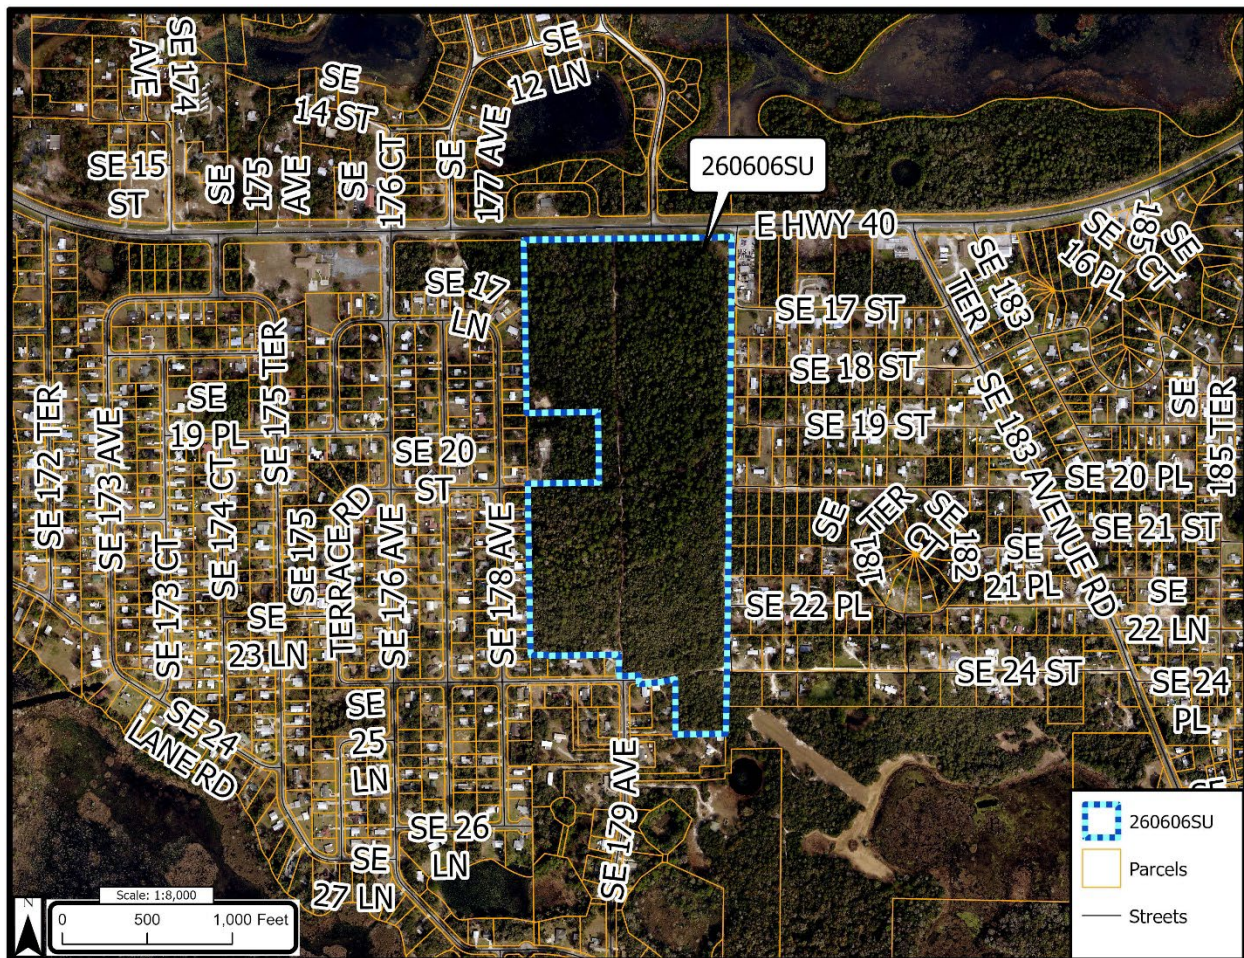 SE 174
AVE
SE
14 ST
SE
12 LN
SE 15
ST
SE
175
AVE
SE
176 CT
SE
177 AVE
260606SU
E HWY 40
SE
185 CT
SE
16 PL
SE 17
LN
SE 17 ST
SE 183
TER
SE 18 ST
SE 172 TER
SE 173 AVE
SE
19 PL
SE 175 TER
SE 19 ST
SE 183 AVENUE RD
SE
185 TER
SE 20
ST
SE 20 PL
SE 173 CT
SE 174 CT
SE 175
TERRACE RD
SE 176 AVE
SE 178 AVE
SE
181 TER
SE 182
CT
SE 21 ST
SE
21 PL
SE
23 LN
SE 22 PL
SE
22 LN
SE 24
LANE RD
SE
25
LN
SE 24 ST
SE 24
PL
SE 26
LN
SE
27 LN
SE 179 AVE
N
Scale: 1:8,000
0 500 1,000 Feet
260606SU
Parcels
Streets